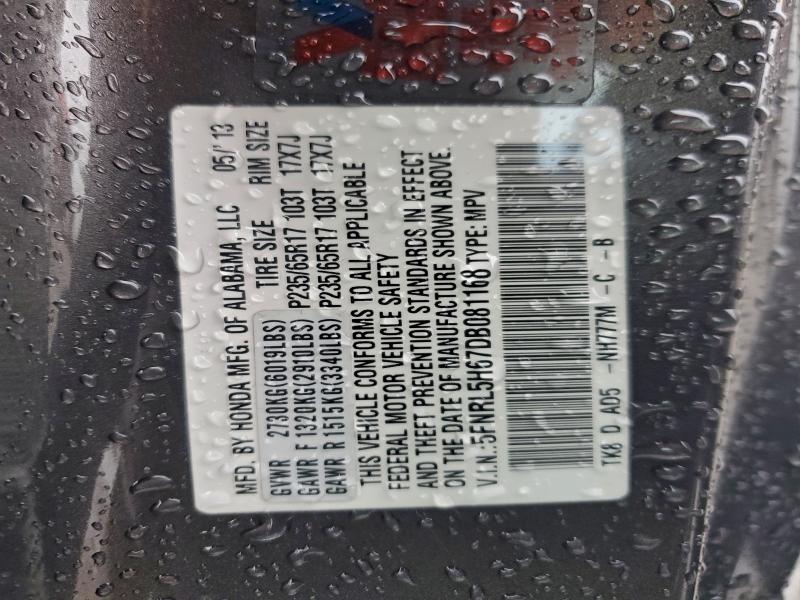 MFD. BY HONDA MFG. OF ALABAMA, LLC 05/'13
TIRE SIZE RIM SIZE
GVWR 2730KG(6019LBS)
GAWR F 1320KG(2910LBS) P235/65R17 103T 17X7J
GAWR R 1515KG(3340LBS) P235/65R17 103T 17X7J
THIS VEHICLE CONFORMS TO ALL APPLICABLE
FEDERAL MOTOR VEHICLE SAFETY
AND THEFT PREVENTION STANDARDS IN EFFECT
ON THE DATE OF MANUFACTURE SHOWN ABOVE.
V.I.N.:5FNRL5H67DB081168 TYPE: MPV
TK8 D AD5 -NH777M -C -B